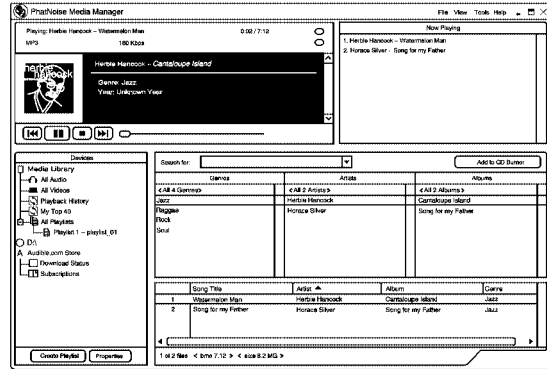 PhatNoise Media Manager
File View Tools Help
Playing: Herbie Hancock – Watermelon Man 0:02 / 7:12
MP3 160 Kbps
herbie hancock
Herbie Hancock – Cantaloupe Island
Genre: Jazz
Year: Unknown Year
Now Playing
1. Herbie Hancock – Watermelon Man
2. Horace Silver - Song for my Father
Devices
Media Library
All Audio
All Videos
Playback History
My Top 40
All Playlists
Playlist 1 – playlist_01
D:\
A Audible.com Store
Download Status
Subscriptions
Create Playlist Properties
Search for: Add to CD Burner
Genres Artists Albums
<All 4 Genres> <All 2 Artists> <All 2 Albums>
Jazz Herbie Hancock Cantaloupe Island
Raggae Horace Silver Song for my Father
Rock
Soul
Song Title Artist Album Genre
1 Watermelon Man Herbie Hancock Cantaloupe Island Jazz
2 Song for my Father Horace Silver Song for my Father Jazz
1 of 2 files < time 7.12 > < size 8.2 MG >